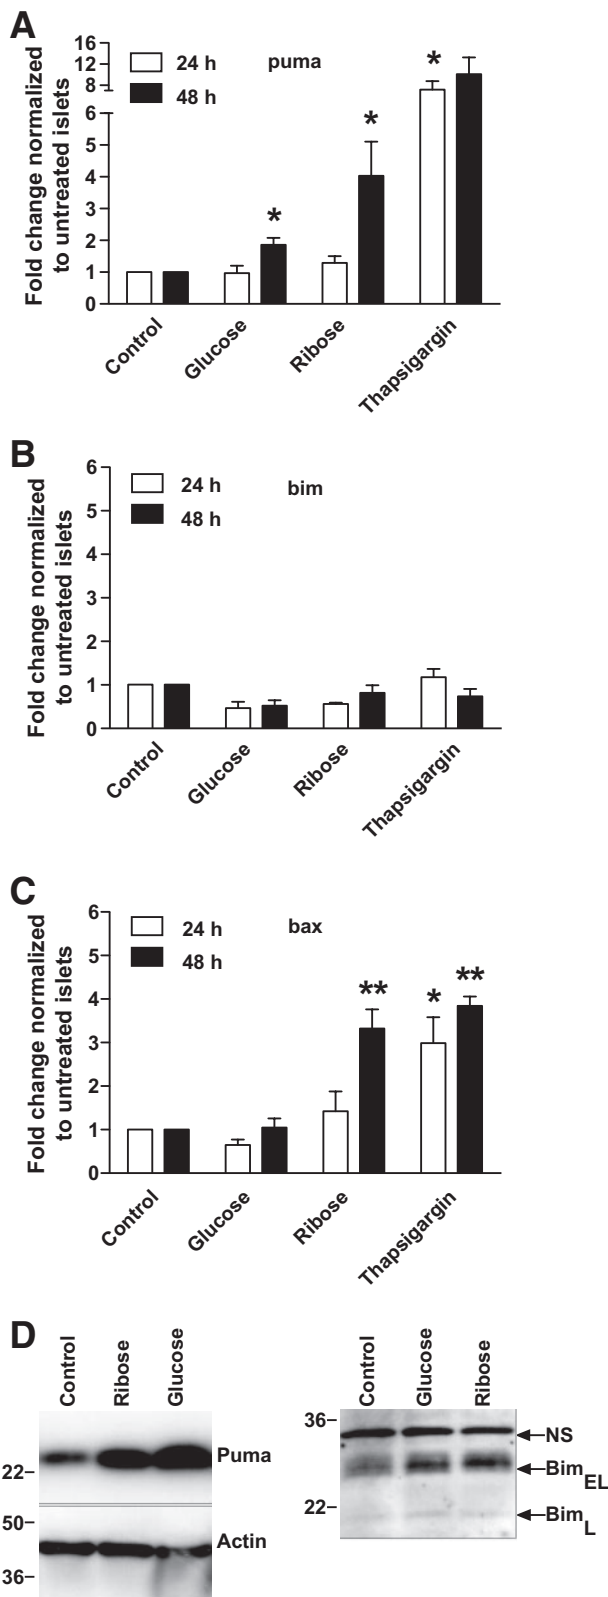 A
Fold change normalized
to untreated islets
16
12
8
6
5
4
3
2
1
0
24 h
48 h
puma
*
*
*
Control
Glucose
Ribose
Thapsigargin
B
Fold change normalized
to untreated islets
6
5
4
3
2
1
0
24 h
48 h
bim
Control
Glucose
Ribose
Thapsigargin
C
Fold change normalized
to untreated islets
6
5
4
3
2
1
0
24 h
48 h
bax
**
*
**
Control
Glucose
Ribose
Thapsigargin
D
Control
Ribose
Glucose
22–
Puma
50–
Actin
36–
Control
Glucose
Ribose
36–
NS
BimEL
22–
BimL